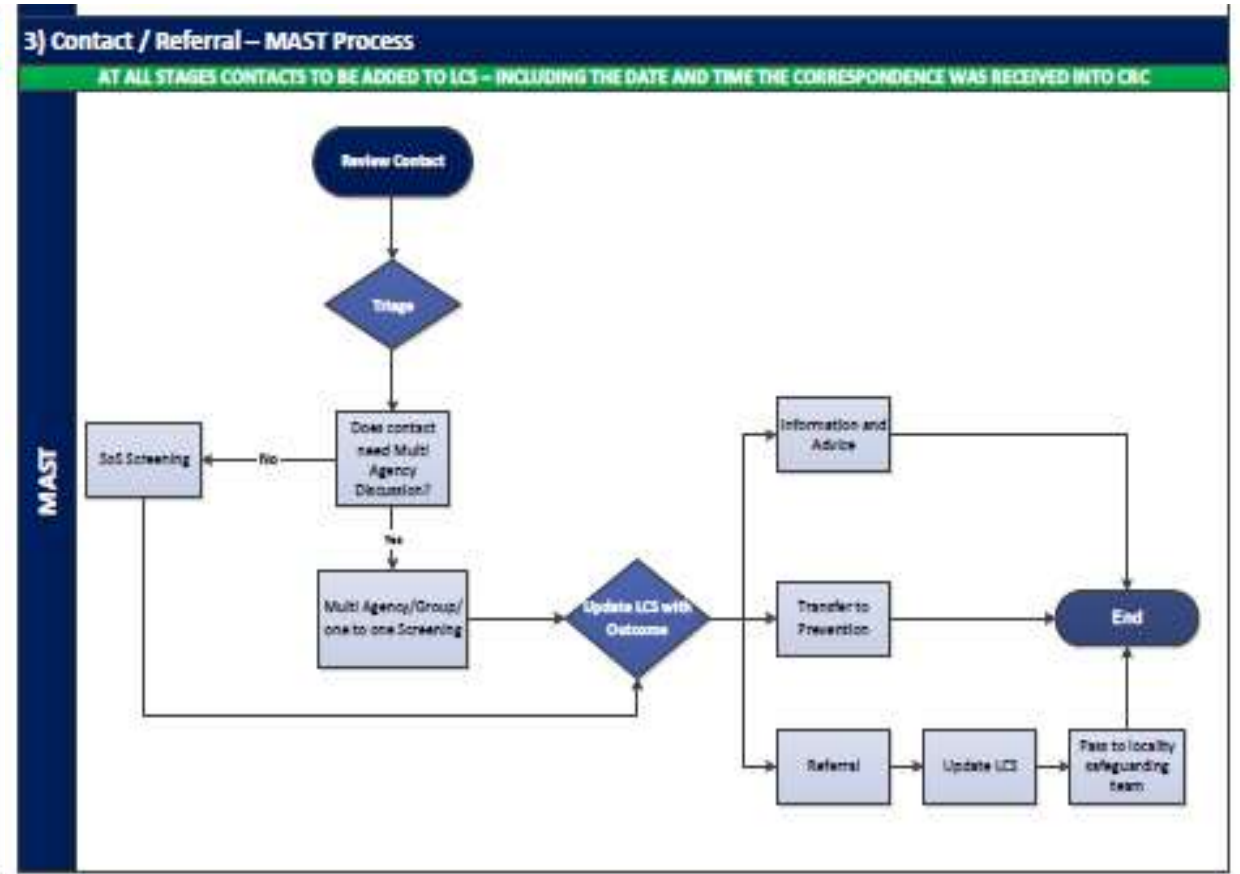 3) Contact / Referral – MAST Process
AT ALL STAGES CONTACTS TO BE ADDED TO LCS – INCLUDING THE DATE AND TIME THE CORRESPONDENCE WAS RECEIVED INTO CRC
MAST
Review Contact
Triage
Does contact
need Multi
Agency
Discussion?
No
SoS Screening
Yes
Multi Agency/Group/
one to one Screening
Update LCS with
Outcome
Information and
Advice
Transfer to
Prevention
End
Referral
Update LCS
Pass to locality
safeguarding
team